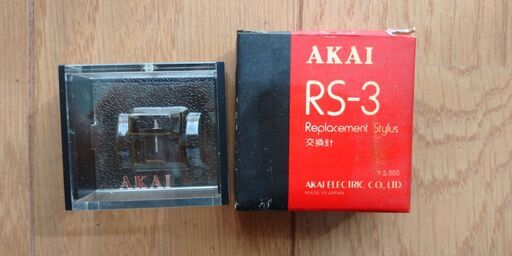 AKAI
AKAI
RS-3
Replacement Stylus
交換針
¥5,000
AKAI ELECTRIC CO., LTD.
MADE IN JAPAN